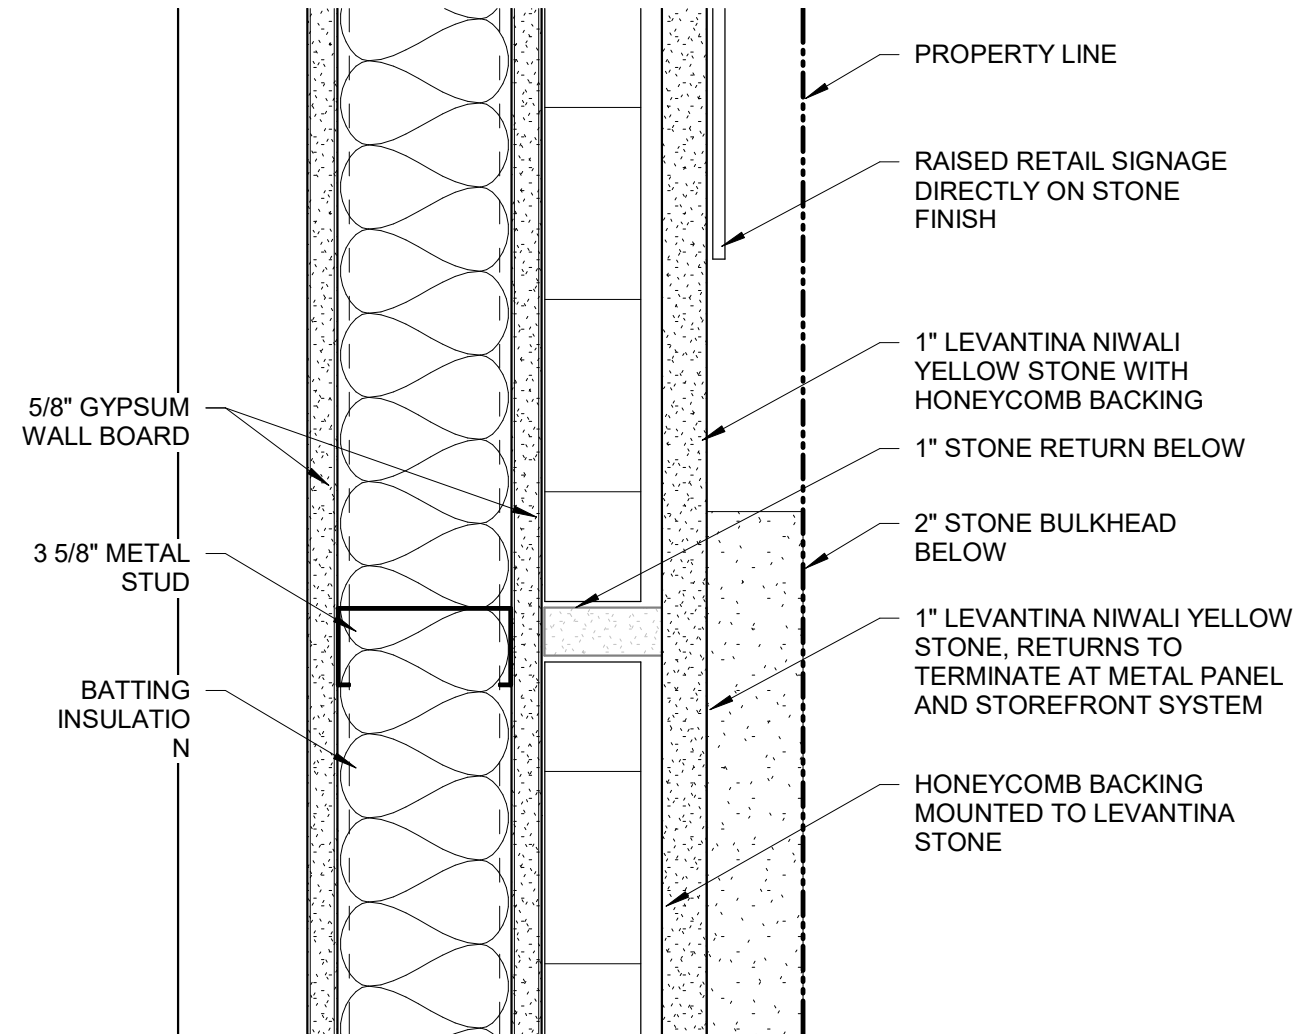 5/8" GYPSUM
WALL BOARD
3 5/8" METAL
STUD
BATTING
INSULATIO
N
PROPERTY LINE
RAISED RETAIL SIGNAGE
DIRECTLY ON STONE
FINISH
1" LEVANTINA NIWALI
YELLOW STONE WITH
HONEYCOMB BACKING
1" STONE RETURN BELOW
2" STONE BULKHEAD
BELOW
1" LEVANTINA NIWALI YELLOW
STONE, RETURNS TO
TERMINATE AT METAL PANEL
AND STOREFRONT SYSTEM
HONEYCOMB BACKING
MOUNTED TO LEVANTINA
STONE